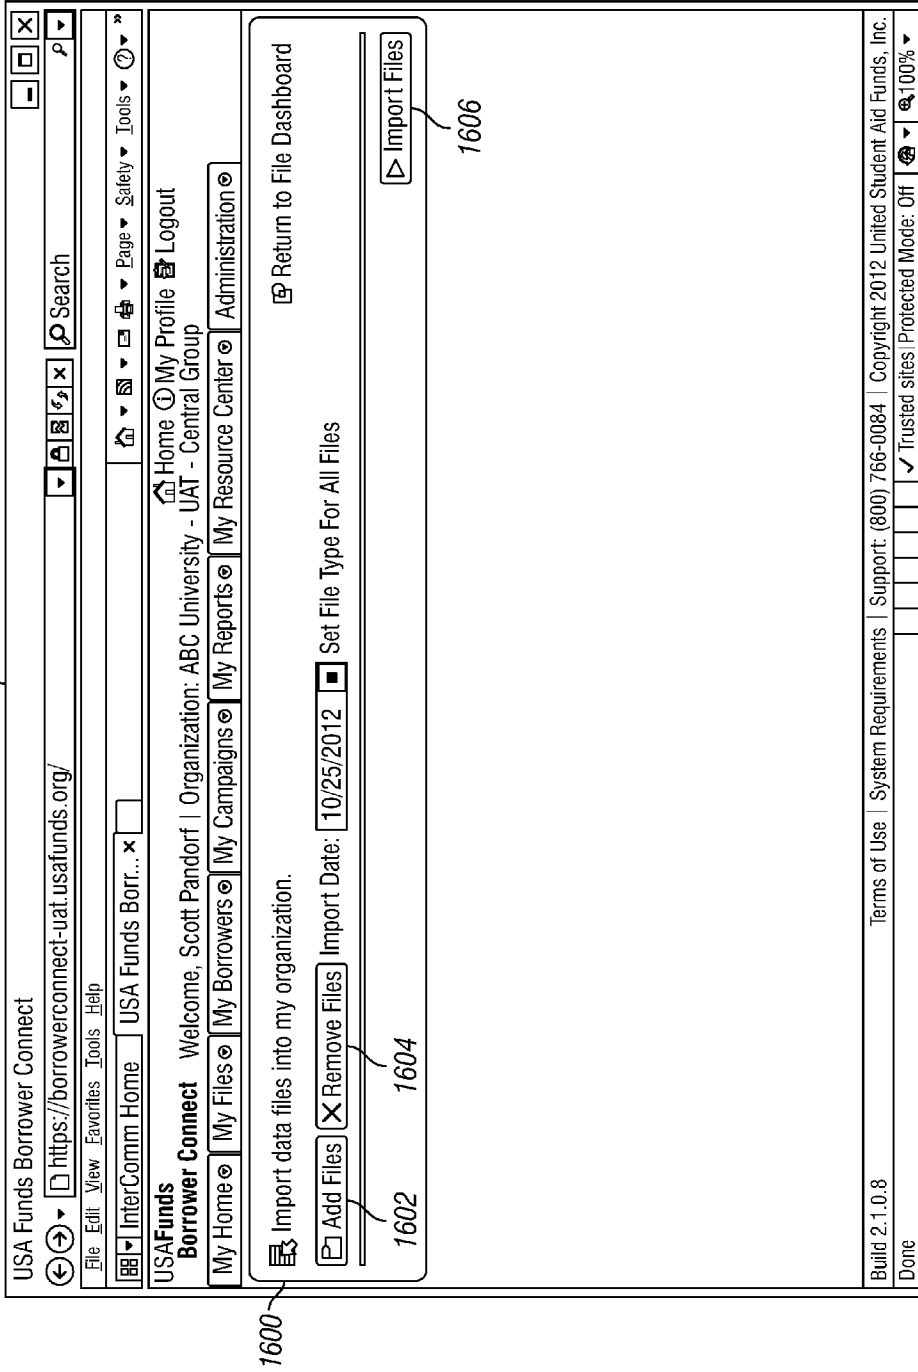 USA Funds Borrower Connect
https://borrowerconnect-uat.usafunds.org/
Search
File Edit View Favorites Tools Help
InterComm Home
USA Funds Borr...
Page Safety Tools
USAFunds
Borrower Connect
Home My Profile Logout
Welcome, Scott Pandorf | Organization: ABC University - UAT - Central Group
My Home My Files My Borrowers My Campaigns My Reports My Resource Center Administration
Import data files into my organization.
Return to File Dashboard
Add Files Remove Files Import Date: 10/25/2012 Set File Type For All Files
Import Files
1600
1602
1604
1606
Build 2.1.0.8
Terms of Use | System Requirements | Support: (800) 766-0084 | Copyright 2012 United Student Aid Funds, Inc.
Done
Trusted sites | Protected Mode: Off
100%